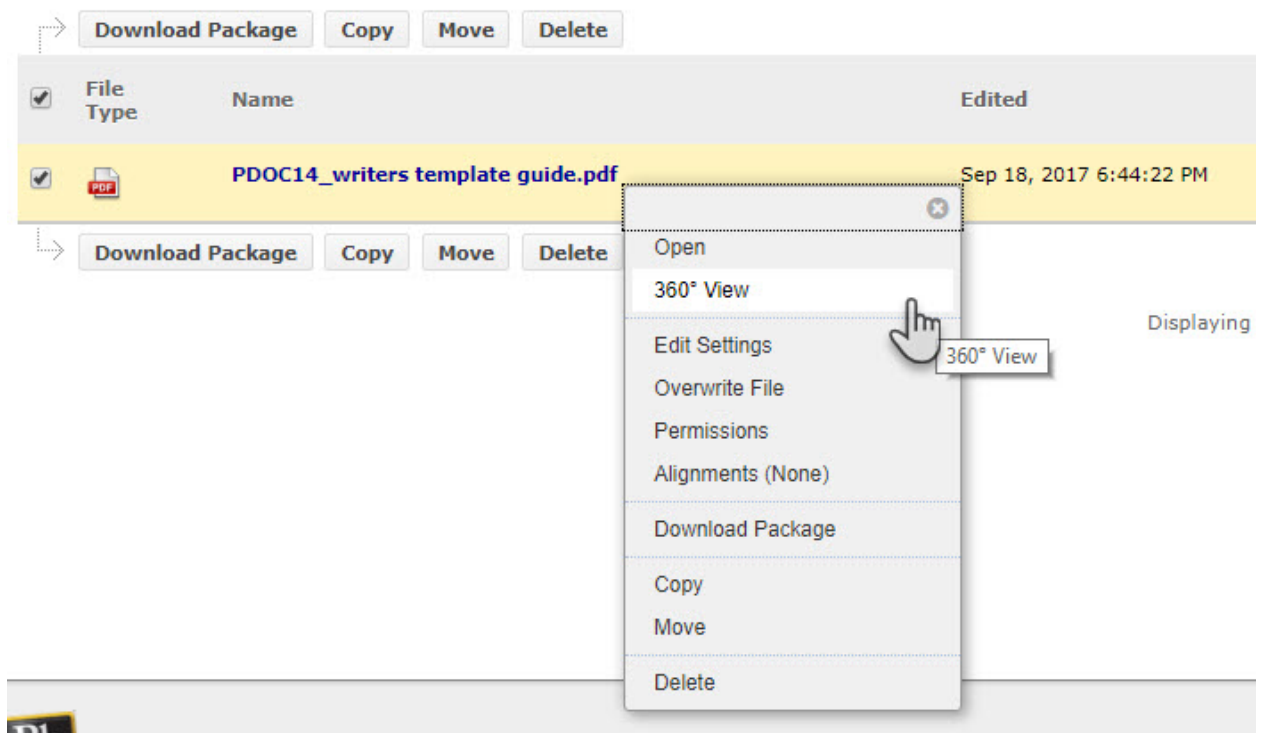 Download Package Copy Move Delete
File Type Name Edited
PDOC14_writers template guide.pdf Sep 18, 2017 6:44:22 PM
PDF
Download Package Copy Move Delete
Open
360° View
Displaying
Edit Settings
360° View
Overwrite File
Permissions
Alignments (None)
Download Package
Copy
Move
Delete